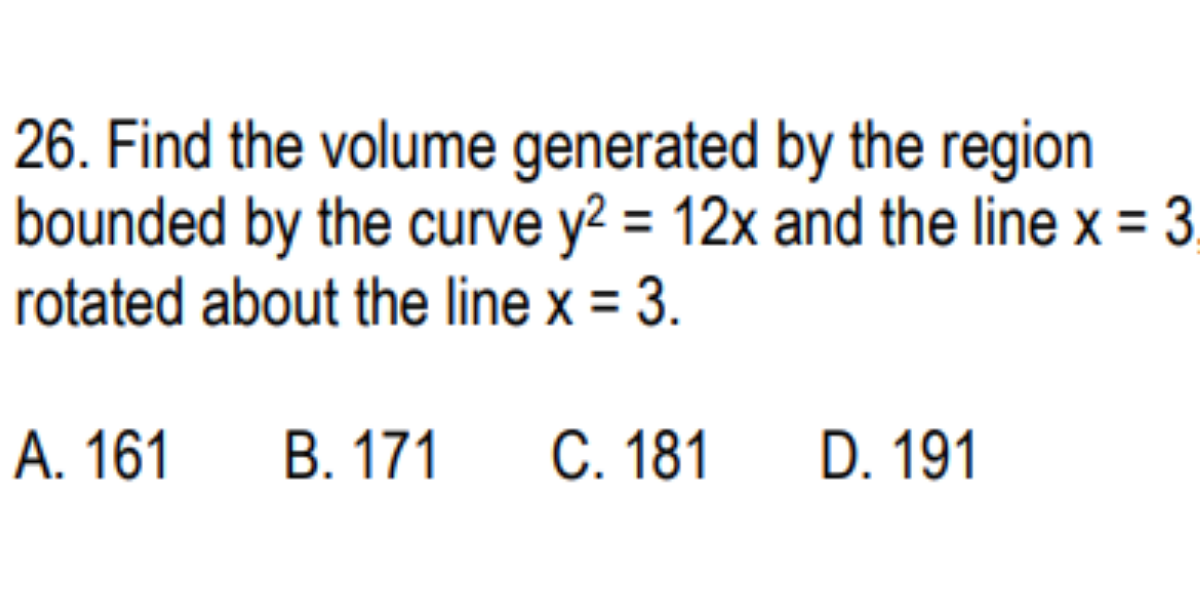 26. Find the volume generated by the region
bounded by the curve y² = 12x and the line x = 3,
rotated about the line x = 3.
A. 161 B. 171 C. 181 D. 191